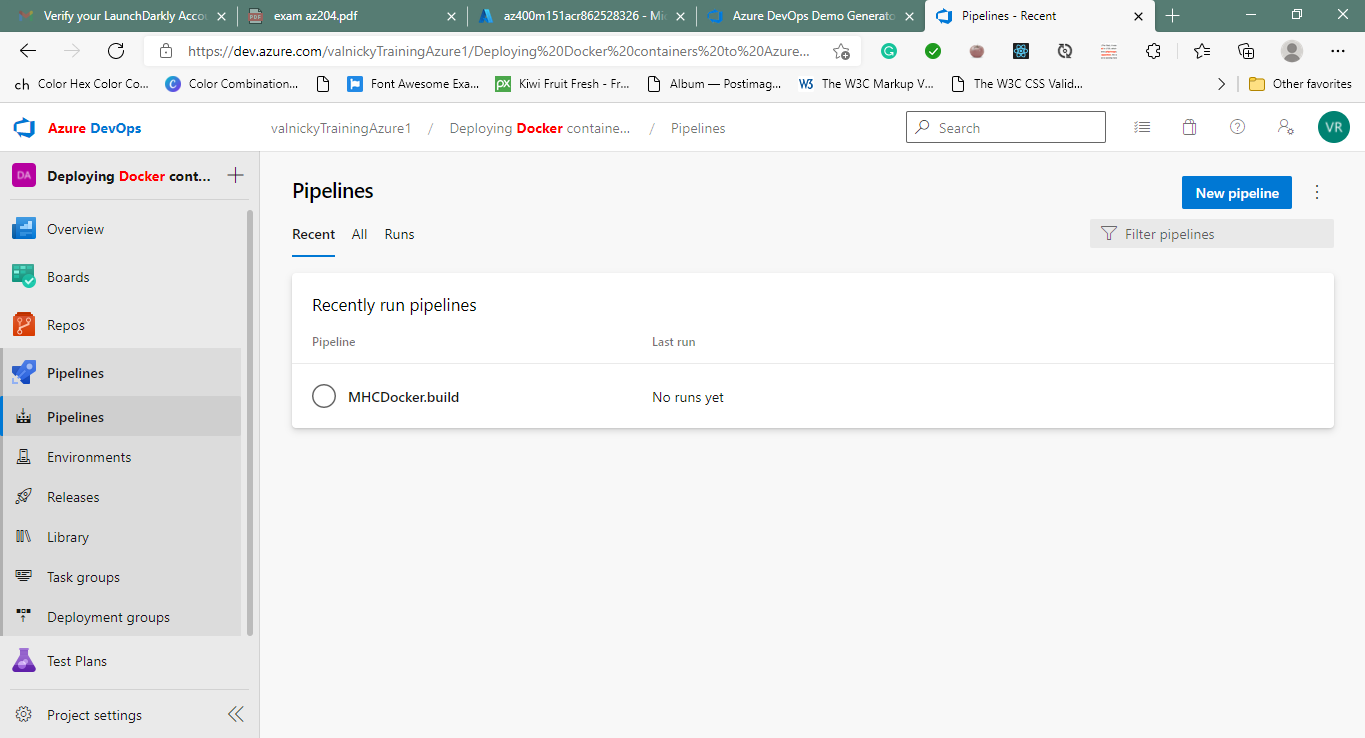 Verify your LaunchDarkly Accou
exam az204.pdf
az400m151acr862528326 - Mic
Azure DevOps Demo Generato
Pipelines - Recent
https://dev.azure.com/valnickyTrainingAzure1/Deploying%20Docker%20containers%20to%20Azure...
Color Hex Color Co...
Color Combination...
Font Awesome Exa...
Kiwi Fruit Fresh - Fr...
Album — Postimag...
The W3C Markup V...
The W3C CSS Valid...
Other favorites
Azure DevOps
valnickyTrainingAzure1 / Deploying Docker containe... / Pipelines
Search
VR
DA
Deploying Docker cont...
Overview
Boards
Repos
Pipelines
Pipelines
Environments
Releases
Library
Task groups
Deployment groups
Test Plans
Project settings
Pipelines
New pipeline
Recent All Runs
Filter pipelines
Recently run pipelines
Pipeline Last run
MHCDocker.build No runs yet